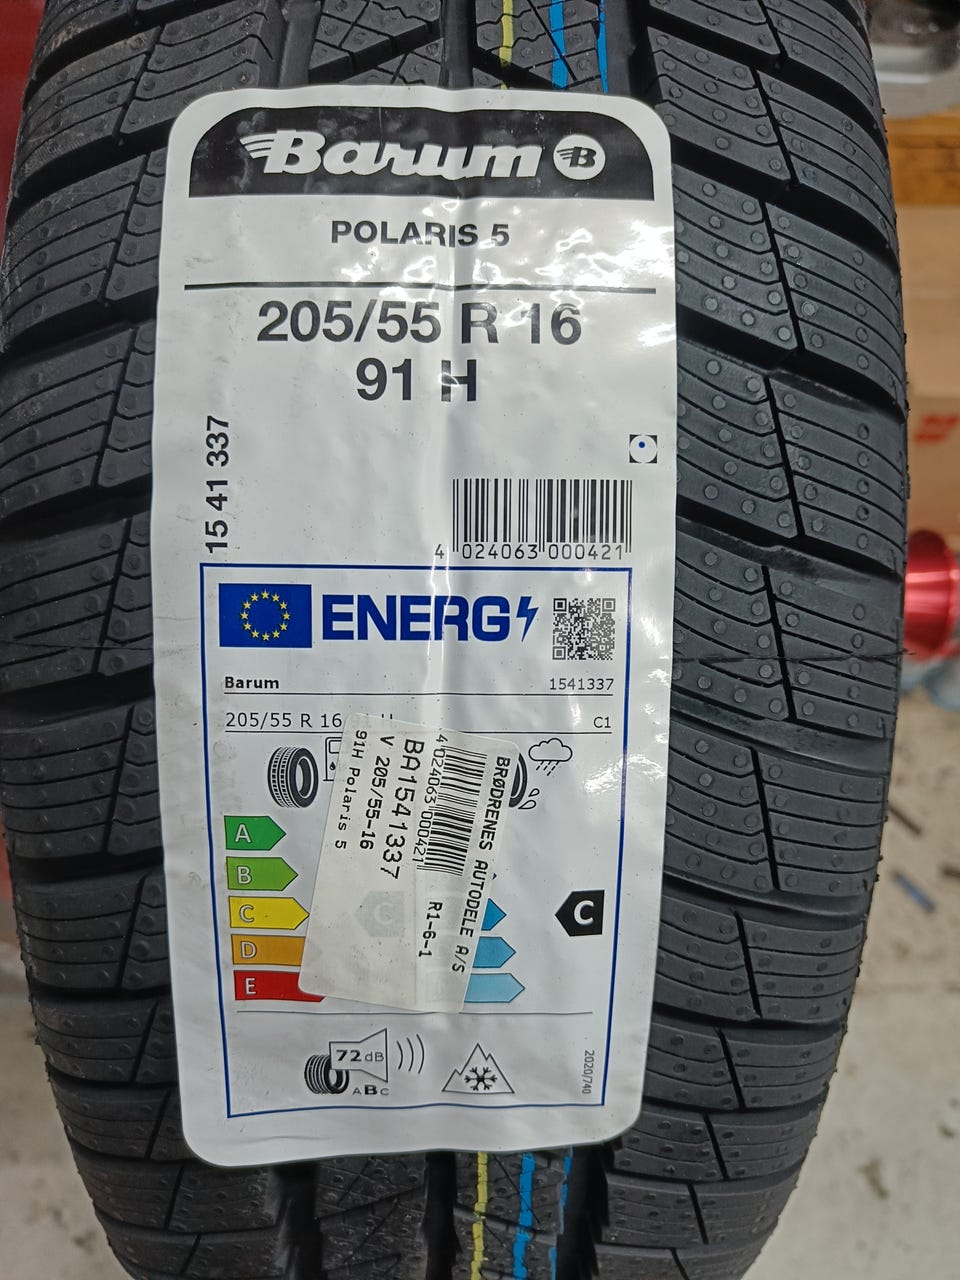 Barum B
POLARIS 5
205/55 R 16
91 H
15 41 337
4 024063 000421
ENERG
Barum 1541337
205/55 R 16 H C1
A
B
C
D
E
C
C
BRØDRENES AUTODELE A/S
4 024063 000421 R1-6-1
BA1541337
V 205/55-16
91H Polaris 5
72 dB
ABC
2020/740